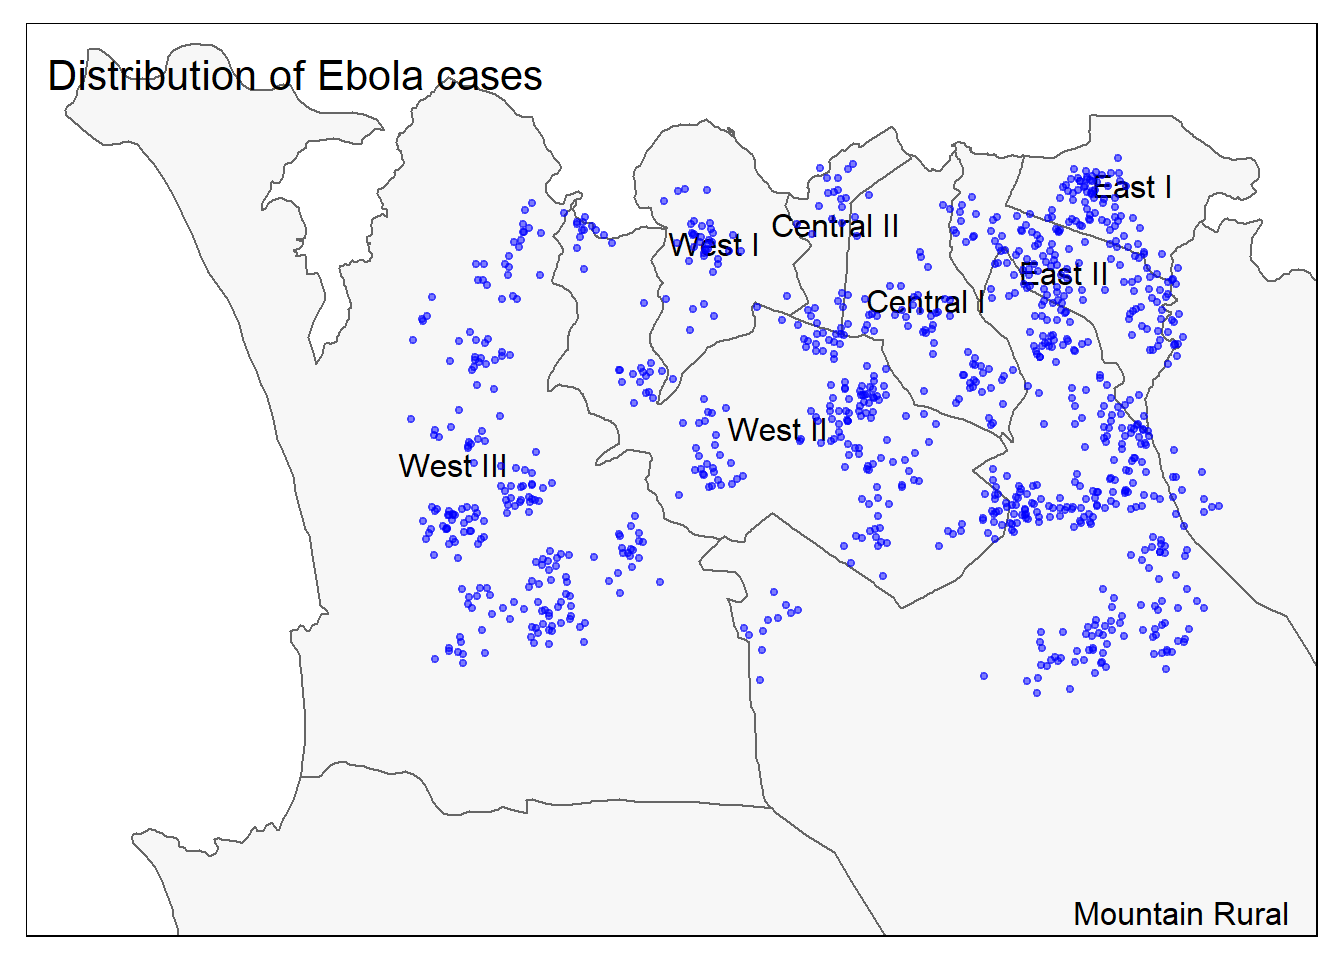 Distribution of Ebola cases
East I
Central II
West I
East II
Central I
West II
West III
Mountain Rural